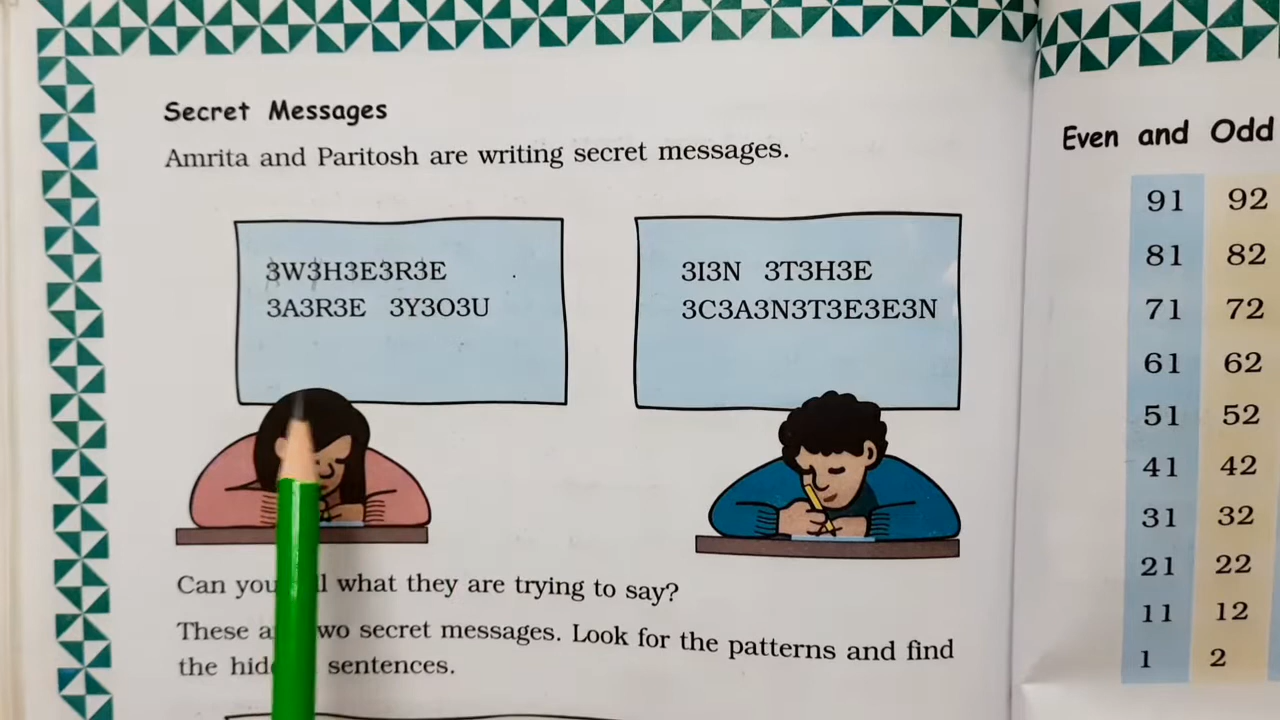 Secret Messages
Amrita and Paritosh are writing secret messages.
3W3H3E3R3E
3A3R3E 3Y3O3U
3I3N 3T3H3E
3C3A3N3T3E3E3N
Can you what they are trying to say?
These secret messages. Look for the patterns and find
the sentences.
Even and Odd
91 92
81 82
71 72
61 62
51 52
41 42
31 32
21 22
11 12
1 2